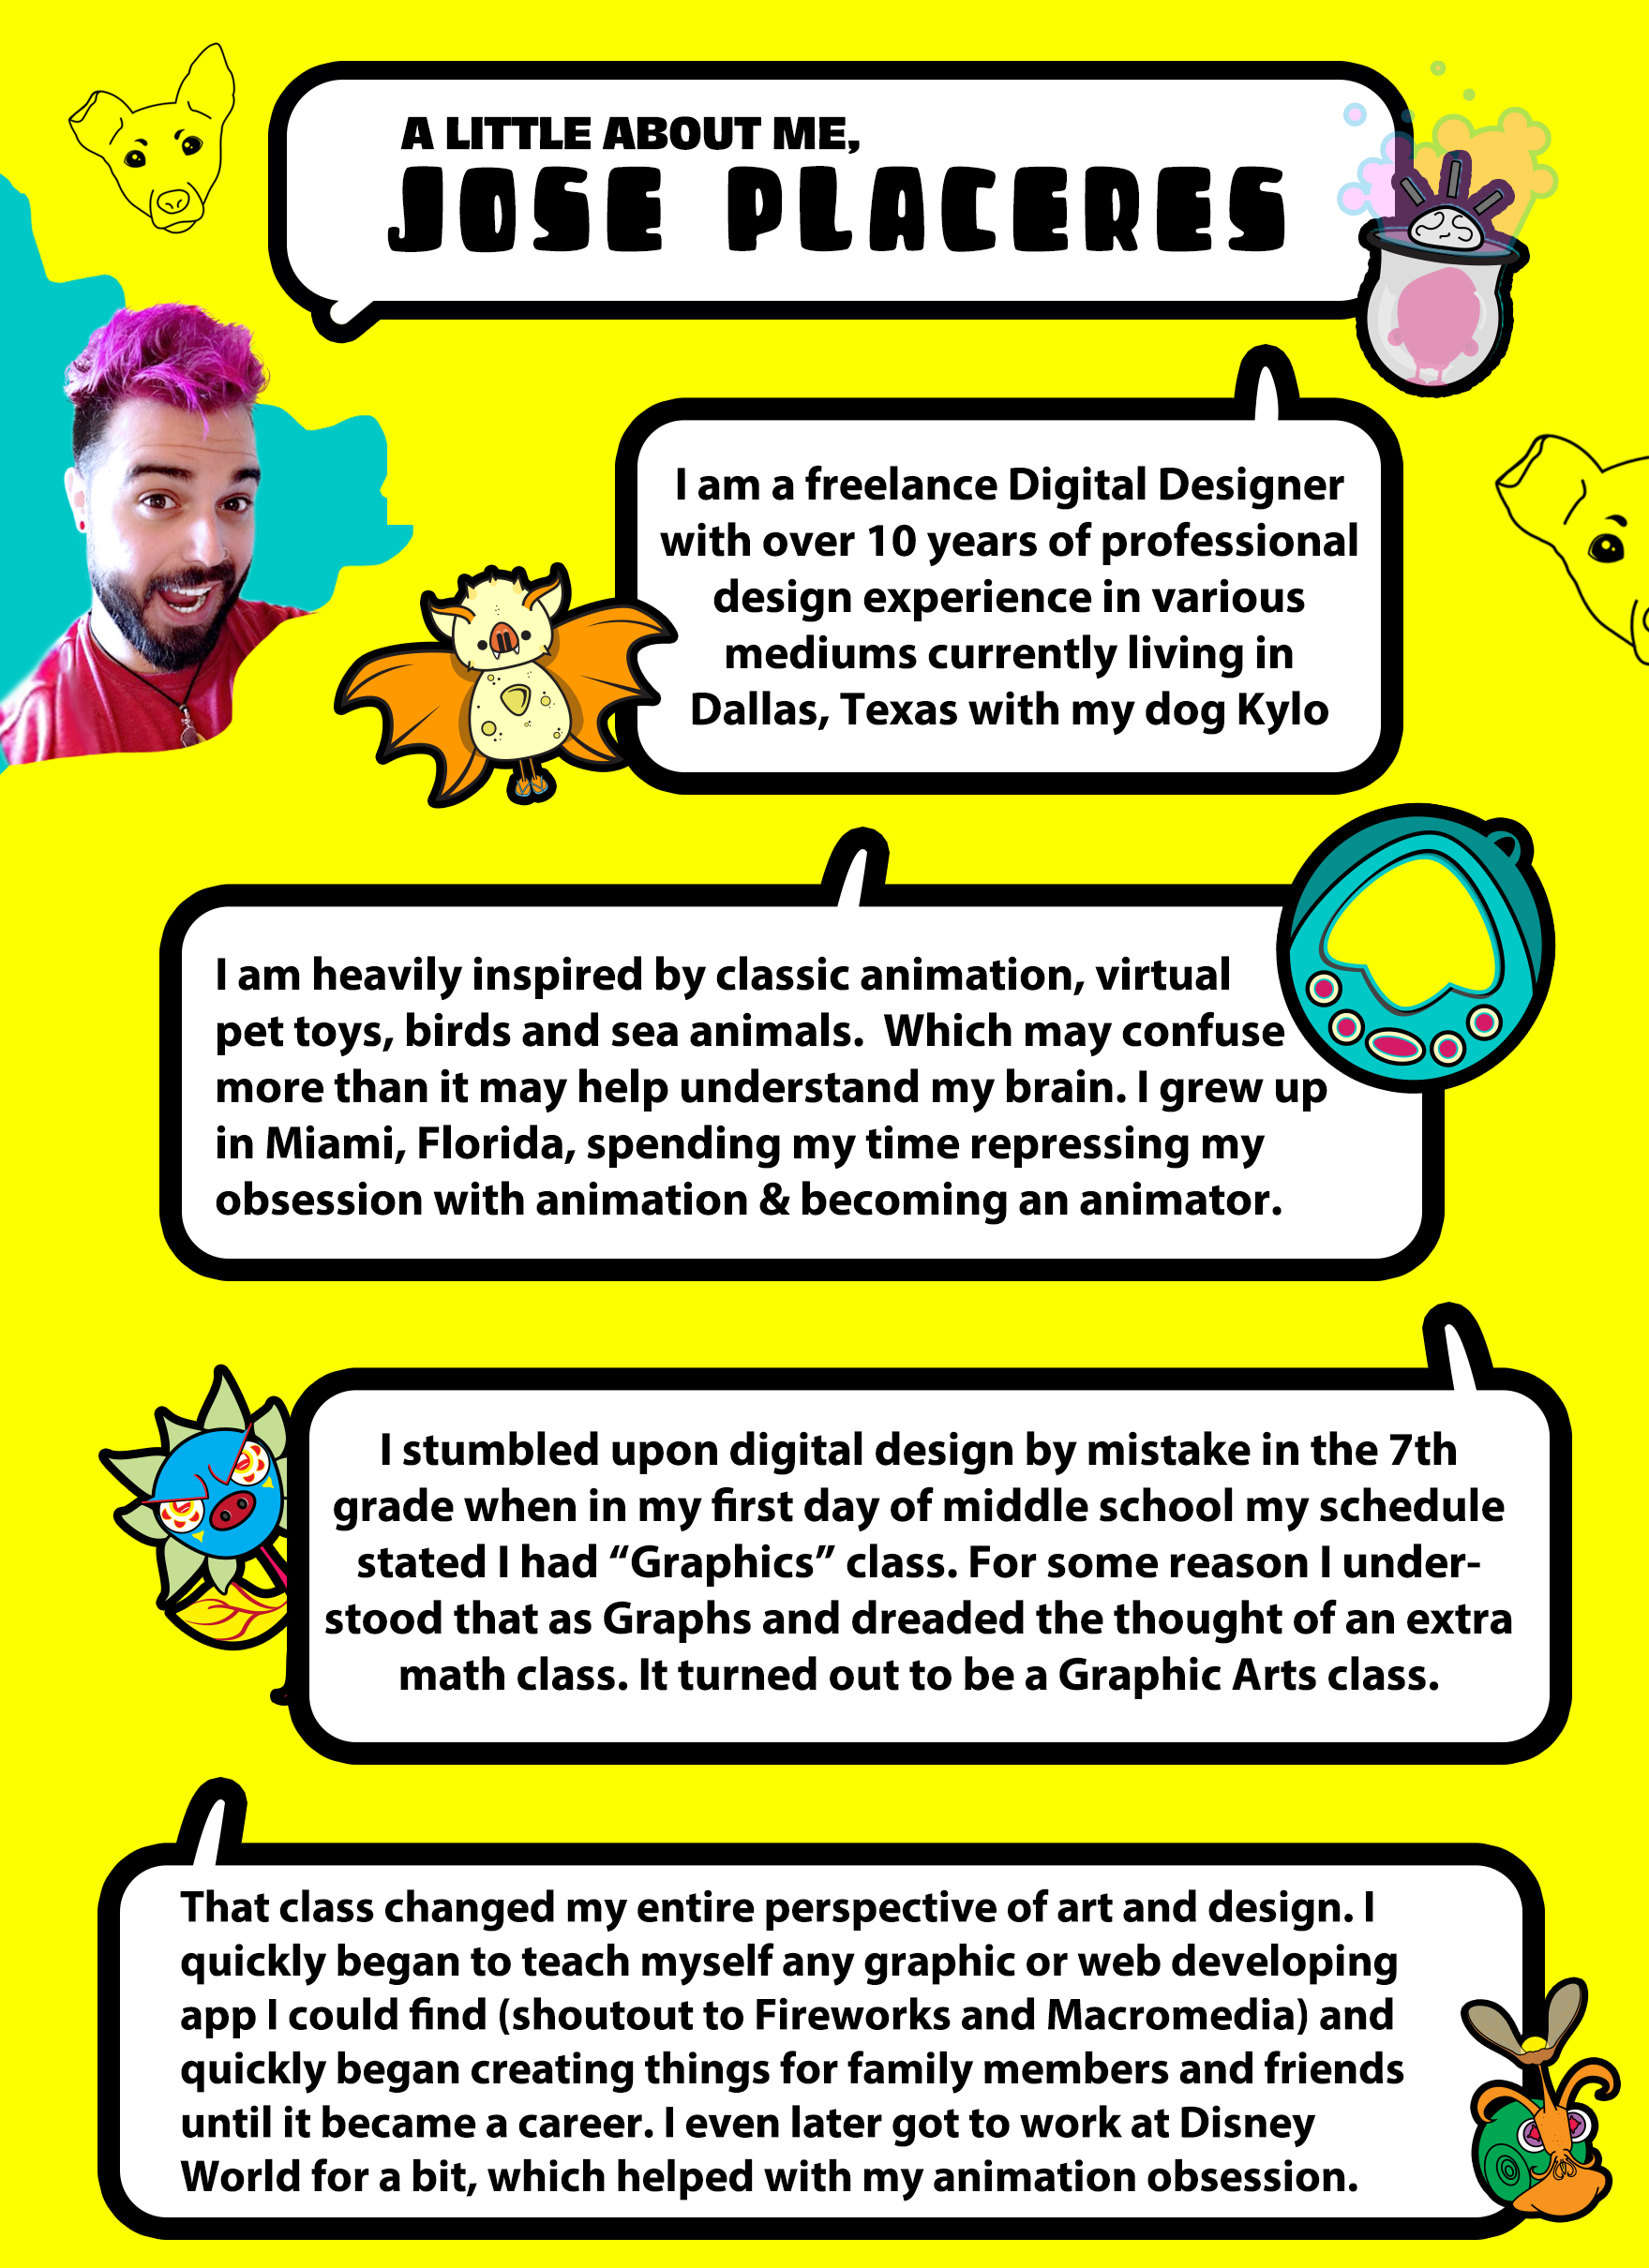 A LITTLE ABOUT ME,
JOSE PLACERES
I am a freelance Digital Designer
with over 10 years of professional
design experience in various
mediums currently living in
Dallas, Texas with my dog Kylo
I am heavily inspired by classic animation, virtual
pet toys, birds and sea animals.  Which may confuse
more than it may help understand my brain. I grew up
in Miami, Florida, spending my time repressing my
obsession with animation & becoming an animator.
I stumbled upon digital design by mistake in the 7th
grade when in my first day of middle school my schedule
stated I had “Graphics” class. For some reason I under-
stood that as Graphs and dreaded the thought of an extra
math class. It turned out to be a Graphic Arts class.
That class changed my entire perspective of art and design. I
quickly began to teach myself any graphic or web developing
app I could find (shoutout to Fireworks and Macromedia) and
quickly began creating things for family members and friends
until it became a career. I even later got to work at Disney
World for a bit, which helped with my animation obsession.